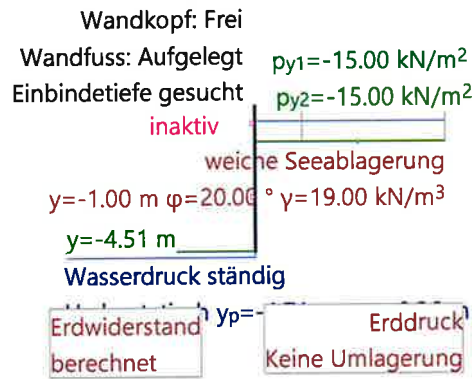 Wandkopf: Frei
Wandfuss: Aufgelegt
Einbindetiefe gesucht
py1=-15.00 kN/m²
py2=-15.00 kN/m²
inaktiv
weiche Seeablagerung
y=-1.00 m φ=20.00 ° γ=19.00 kN/m³
y=-4.51 m
Wasserdruck ständig
yp=-
Erdwiderstand
berechnet
Erddruck
Keine Umlagerung